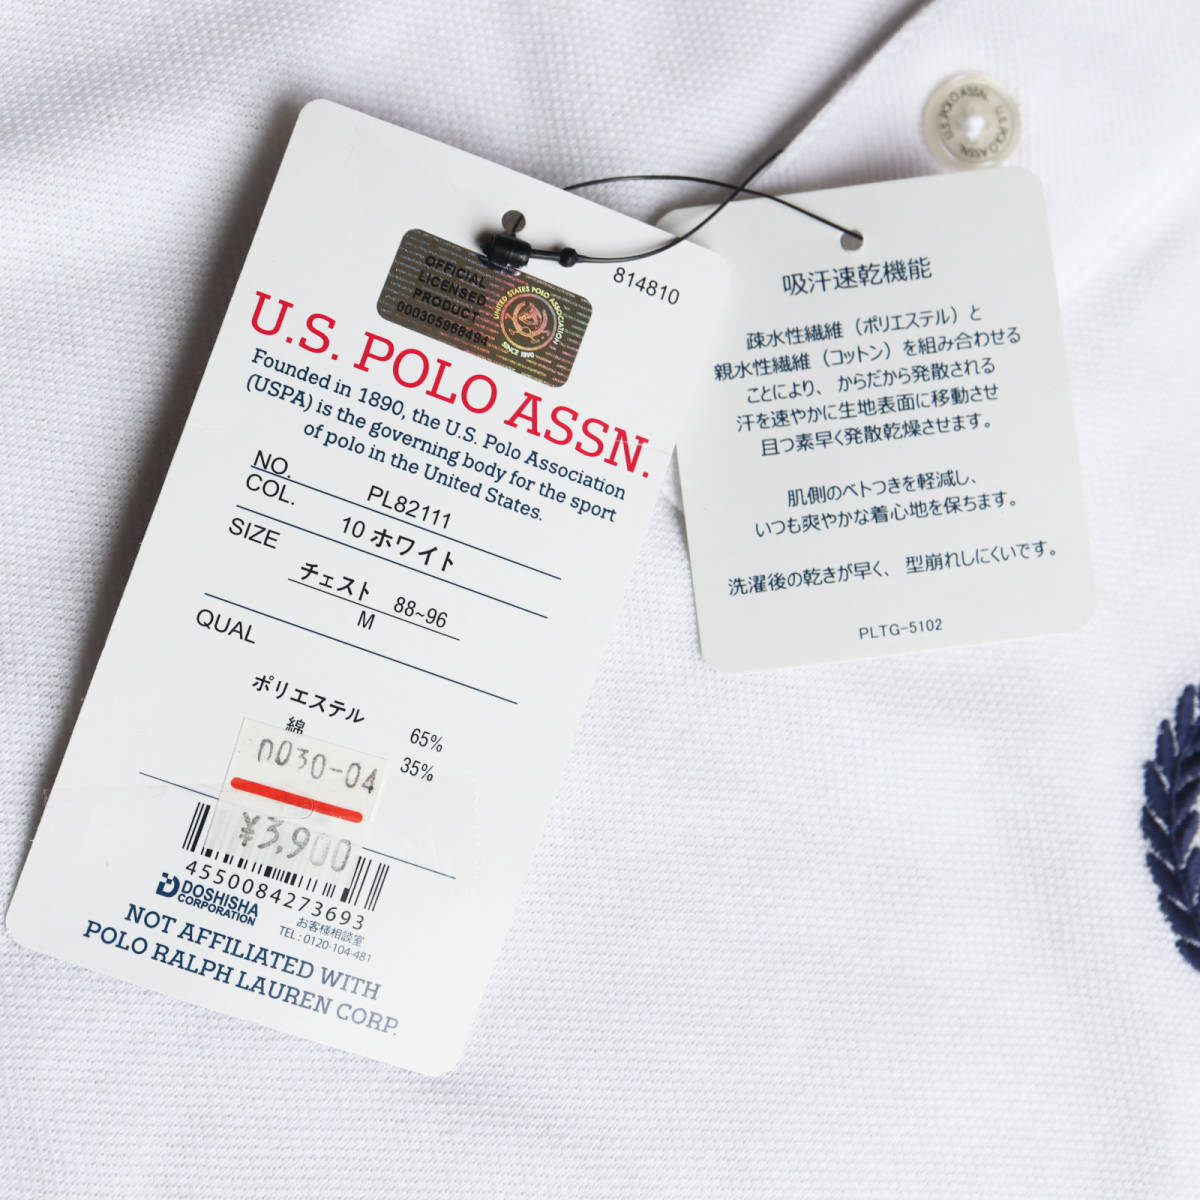 814810
OFFICIAL
LICENSED
PRODUCT
000305968494
UNITED STATES POLO ASSOCIATION
SINCE 1890
U.S. POLO ASSN.
Founded in 1890, the U.S. Polo Association
(USPA) is the governing body for the sport
of polo in the United States.
NO. PL82111
COL. 10 ホワイト
SIZE チェスト 88~96
M
QUAL
ポリエステル 65%
綿 35%
0030-04
¥3,900
4550084273693
DOSHISHA
CORPORATION
お客様相談室
TEL : 0120-104-481
NOT AFFILIATED WITH
POLO RALPH LAUREN CORP.
U.S. POLO ASSN. U.S. POLO ASSN.
吸汗速乾機能
疎水性繊維（ポリエステル）と
親水性繊維（コットン）を組み合わせる
ことにより、からだから発散される
汗を速やかに生地表面に移動させ
且つ素早く発散乾燥させます。
肌側のベトつきを軽減し、
いつも爽やかな着心地を保ちます。
洗濯後の乾きが早く、型崩れしにくいです。
PLTG-5102